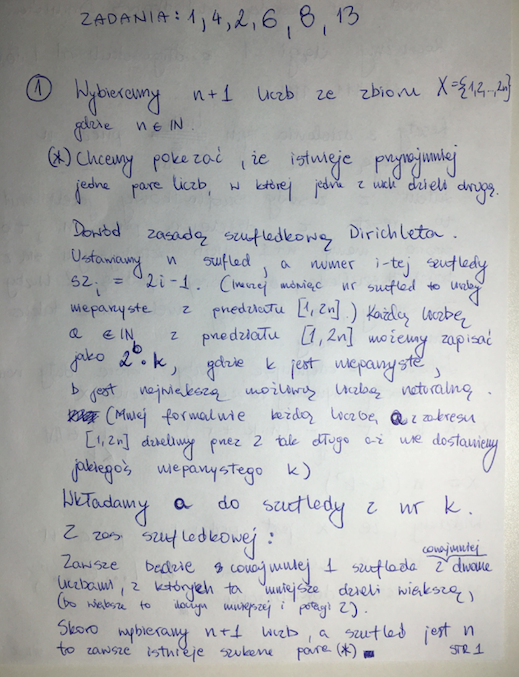 ZADANIA: 1, 4, 2, 6, 8, 13
① Wybieramy n+1 liczb ze zbioru X={1,2,...,2n}
gdzie n∈IN.
(*) Chcemy pokazać, że istnieje przynajmniej
jedna para liczb, w której jedna z nich dzieli drugą.
Dowód zasadą szufladkową Dirichleta.
Ustawiamy n szuflad, a numer i-tej szuflady
sz_i = 2i-1. (Inaczej mówiąc nr szuflad to liczby
nieparzyste z przedziału [1,2n].) Każdą liczbę
a ∈IN z przedziału [1,2n] możemy zapisać
jako 2^b·k, gdzie k jest nieparzyste,
b jest największą możliwą liczbą naturalną.
(Mniej formalnie każdą liczbę a z zakresu
[1,2n] dzielimy przez 2 tak długo aż nie dostaniemy
jakiegoś nieparzystego k)
Wkładamy a do szuflady z nr k.
Z zas. szufladkowej:
Zawsze będzie conajmniej 1 szuflada z conajmniej dwoma
liczbami, z których ta mniejsza dzieli większą,
(bo większa to iloczyn mniejszej i potęgi 2).
Skoro wybieramy n+1 liczb, a szuflad jest n
to zawsze istnieje szukana para (*) ■
STR 1